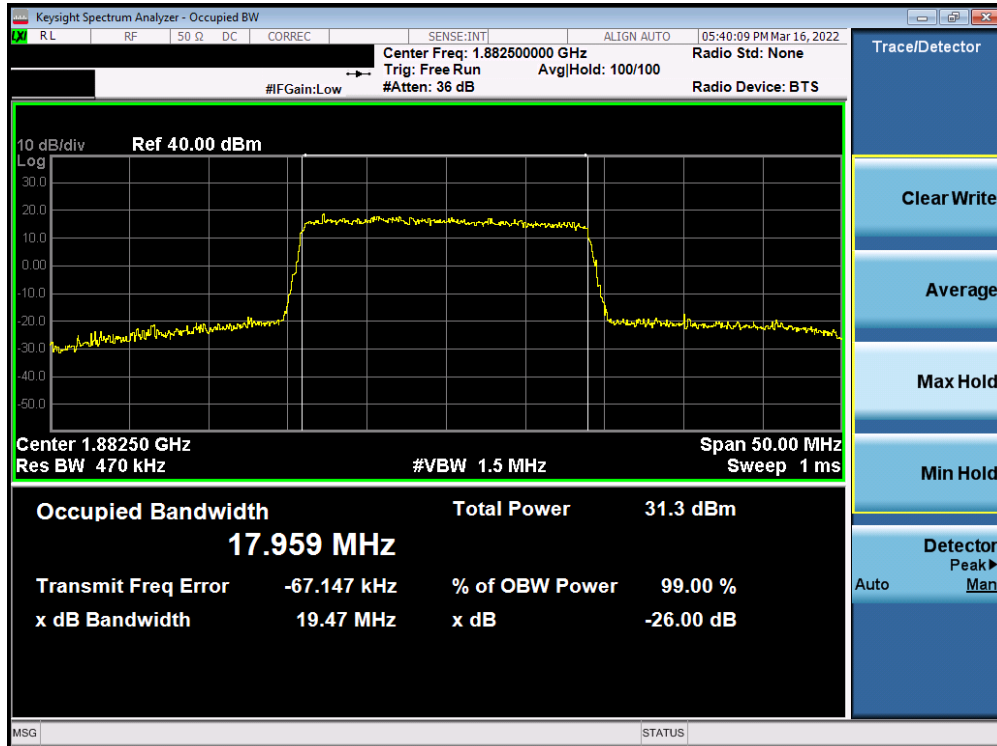 Keysight Spectrum Analyzer - Occupied BW
LXI RL RF 50 Ω DC CORREC SENSE:INT ALIGN AUTO 05:40:09 PM Mar 16, 2022
Center Freq: 1.882500000 GHz Radio Std: None
Trig: Free Run Avg|Hold: 100/100
#IFGain:Low #Atten: 36 dB Radio Device: BTS
10 dB/div Ref 40.00 dBm
Log
30.0
20.0
10.0
0.00
-10.0
-20.0
-30.0
-40.0
-50.0
Center 1.88250 GHz Span 50.00 MHz
Res BW 470 kHz #VBW 1.5 MHz Sweep 1 ms
Occupied Bandwidth Total Power 31.3 dBm
17.959 MHz
Transmit Freq Error -67.147 kHz % of OBW Power 99.00 %
x dB Bandwidth 19.47 MHz x dB -26.00 dB
MSG STATUS
Trace/Detector
Clear Write
Average
Max Hold
Min Hold
Detector
Peak▶
Auto Man